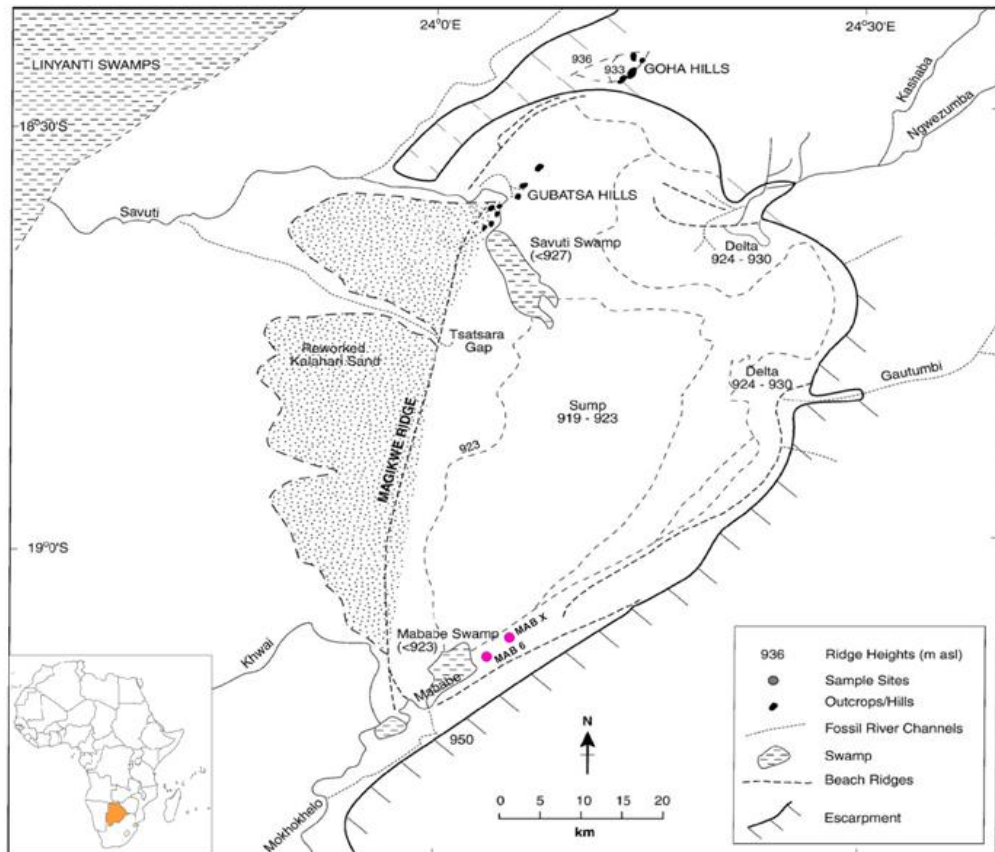 24°0'E
24°30'E
LINYANTI SWAMPS
936
933
GOHA HILLS
Kashaba
Ngwezumba
18°30'S
GUBATSA HILLS
Savuti
Savuti Swamp
(<927)
Delta
924 - 930
Tsatsara
Gap
Reworked
Kalahari Sand
Delta
924 - 930
Gautumbi
Sump
919 - 923
MAGIKWE RIDGE
923
19°0'S
MAB X
MAB 6
Mababe Swamp
(<923)
Khwai
Mababe
950
Mokhokhelo
N
0 5 10 15 20
km
936 Ridge Heights (m asl)
Sample Sites
Outcrops/Hills
Fossil River Channels
Swamp
Beach Ridges
Escarpment